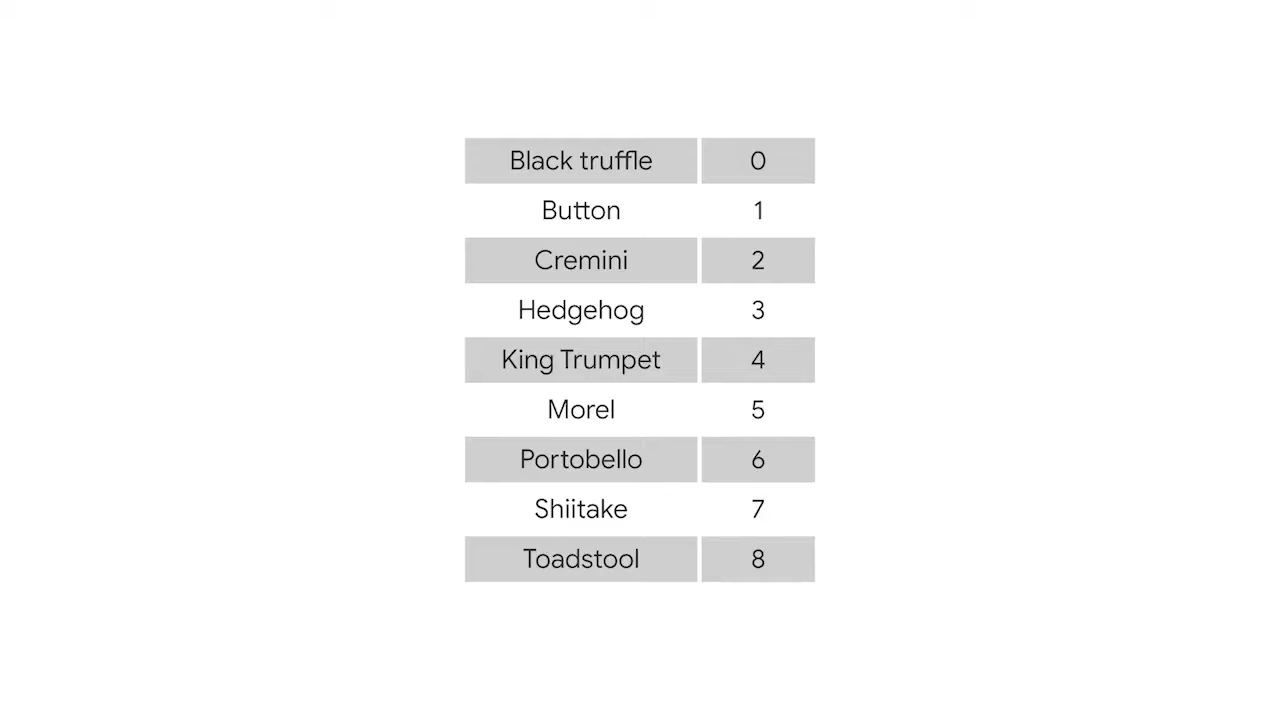 Black truffle 0
Button 1
Cremini 2
Hedgehog 3
King Trumpet 4
Morel 5
Portobello 6
Shiitake 7
Toadstool 8